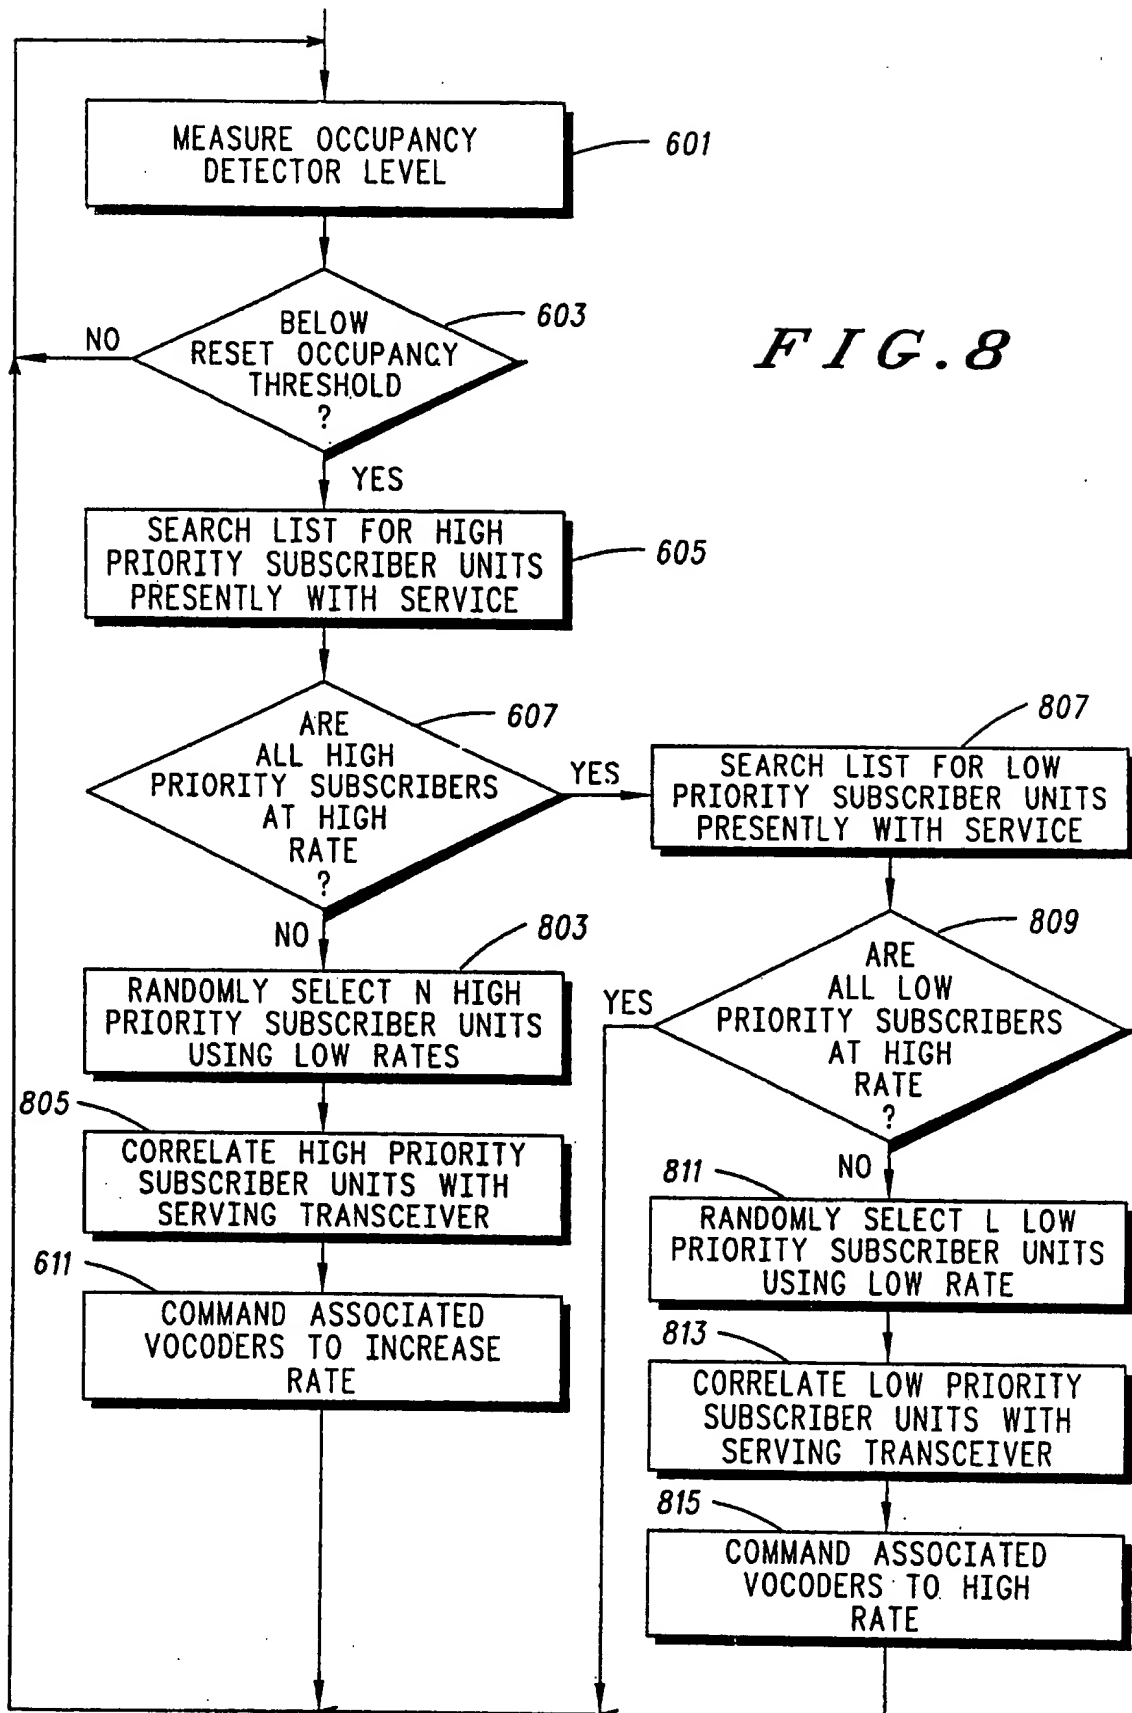 MEASURE OCCUPANCY
DETECTOR LEVEL
601
BELOW
RESET OCCUPANCY
THRESHOLD
?
603
NO
FIG.8
YES
SEARCH LIST FOR HIGH
PRIORITY SUBSCRIBER UNITS
PRESENTLY WITH SERVICE
605
ARE
ALL HIGH
PRIORITY SUBSCRIBERS
AT HIGH
RATE
?
607
YES
NO
803
RANDOMLY SELECT N HIGH
PRIORITY SUBSCRIBER UNITS
USING LOW RATES
805
CORRELATE HIGH PRIORITY
SUBSCRIBER UNITS WITH
SERVING TRANSCEIVER
611
COMMAND ASSOCIATED
VOCODERS TO INCREASE
RATE
807
SEARCH LIST FOR LOW
PRIORITY SUBSCRIBER UNITS
PRESENTLY WITH SERVICE
809
ARE
ALL LOW
PRIORITY SUBSCRIBERS
AT HIGH
RATE
?
YES
NO
811
RANDOMLY SELECT L LOW
PRIORITY SUBSCRIBER UNITS
USING LOW RATE
813
CORRELATE LOW PRIORITY
SUBSCRIBER UNITS WITH
SERVING TRANSCEIVER
815
COMMAND ASSOCIATED
VOCODERS TO HIGH
RATE